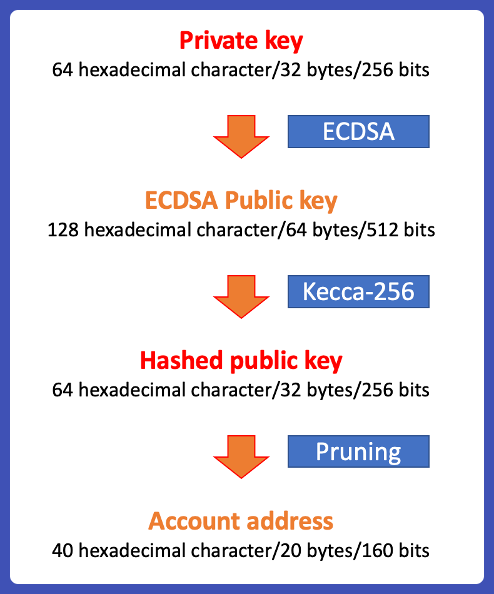 Private key
64 hexadecimal character/32 bytes/256 bits
ECDSA
ECDSA Public key
128 hexadecimal character/64 bytes/512 bits
Kecca-256
Hashed public key
64 hexadecimal character/32 bytes/256 bits
Pruning
Account address
40 hexadecimal character/20 bytes/160 bits